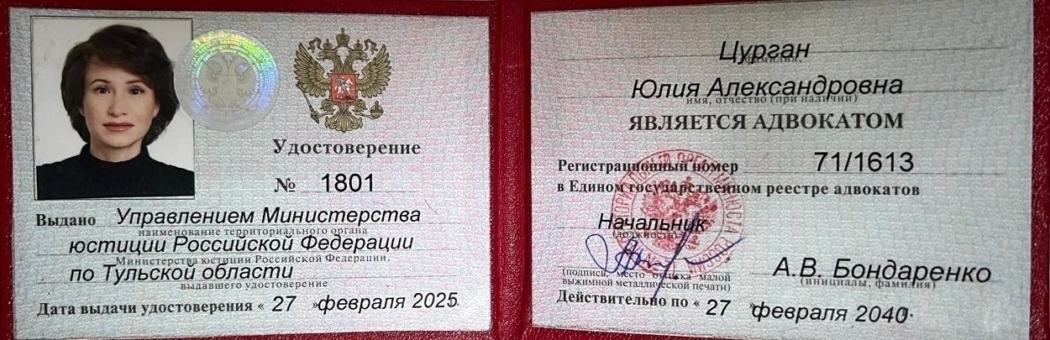 Удостоверение
№ 1801
Выдано Управлением Министерства
наименование территориального органа
юстиции Российской Федерации
Министерства юстиции Российской Федерации,
по Тульской области
выдавшего удостоверение
Дата выдачи удостоверения « 27 » февраля 2025
Цурган
фамилия,
Юлия Александровна
имя, отчество (при наличии)
ЯВЛЯЕТСЯ АДВОКАТОМ
Регистрационный номер 71/1613
в Едином государственном реестре адвокатов
Начальник
(должность)
А.В. Бондаренко
(подпись, место оттиска малой
выжимной металлической печати)
(инициалы, фамилия)
Действительно по « 27 » февраля 2040